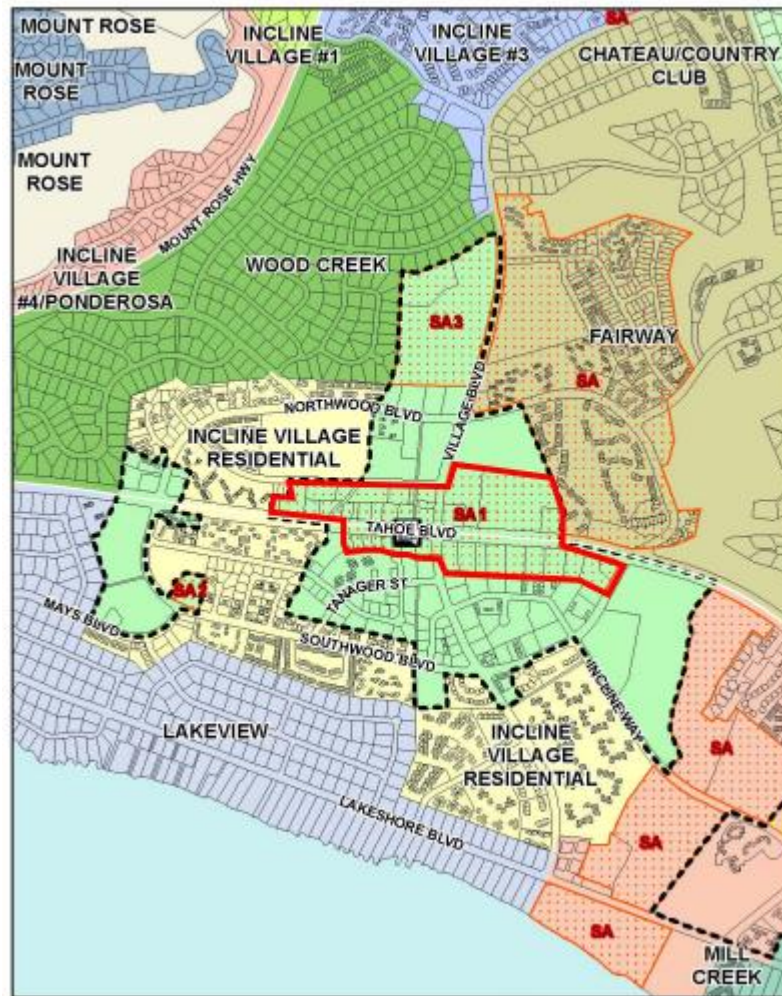 MOUNT ROSE
INCLINE
VILLAGE #1
INCLINE
VILLAGE #3
SA
CHATEAU/COUNTRY
CLUB
MOUNT
ROSE
MOUNT
ROSE
MOUNT ROSE HWY
INCLINE
VILLAGE
#4/PONDEROSA
WOOD CREEK
SA3
FAIRWAY
SA
VILLAGE BLVD
NORTHWOOD BLVD
INCLINE VILLAGE
RESIDENTIAL
SA1
TAHOE BLVD
SA2
TANAGER ST
MAYS BLVD
SOUTHWOOD BLVD
INCLINE WAY
LAKEVIEW
INCLINE
VILLAGE
RESIDENTIAL
SA
LAKESHORE BLVD
SA
SA
MILL
CREEK